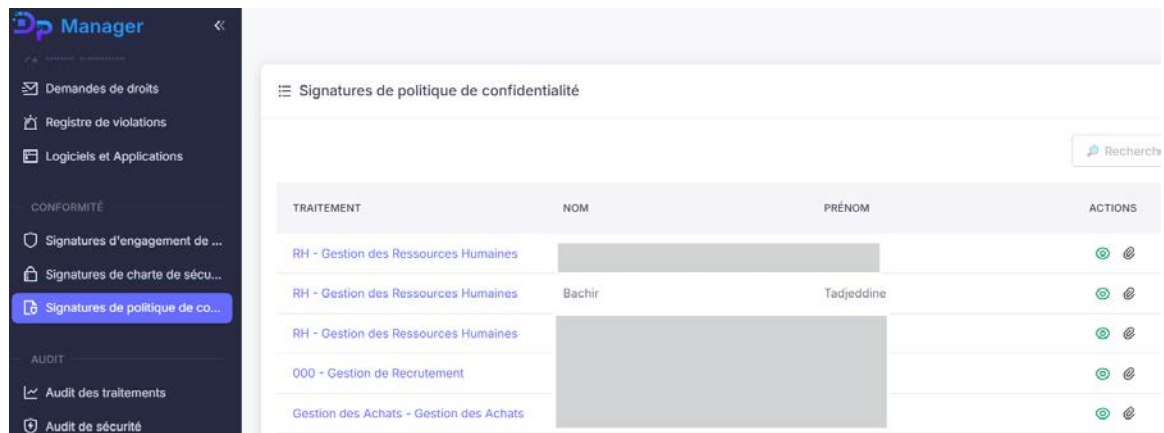 Dp Manager
Demandes de droits
Registre de violations
Logiciels et Applications
CONFORMITÉ
Signatures d'engagement de ...
Signatures de charte de sécu...
Signatures de politique de co...
AUDIT
Audit des traitements
Audit de sécurité
Signatures de politique de confidentialité
Recherche
TRAITEMENT NOM PRÉNOM ACTIONS
RH - Gestion des Ressources Humaines
RH - Gestion des Ressources Humaines Bachir Tadjeddine
RH - Gestion des Ressources Humaines
000 - Gestion de Recrutement
Gestion des Achats - Gestion des Achats